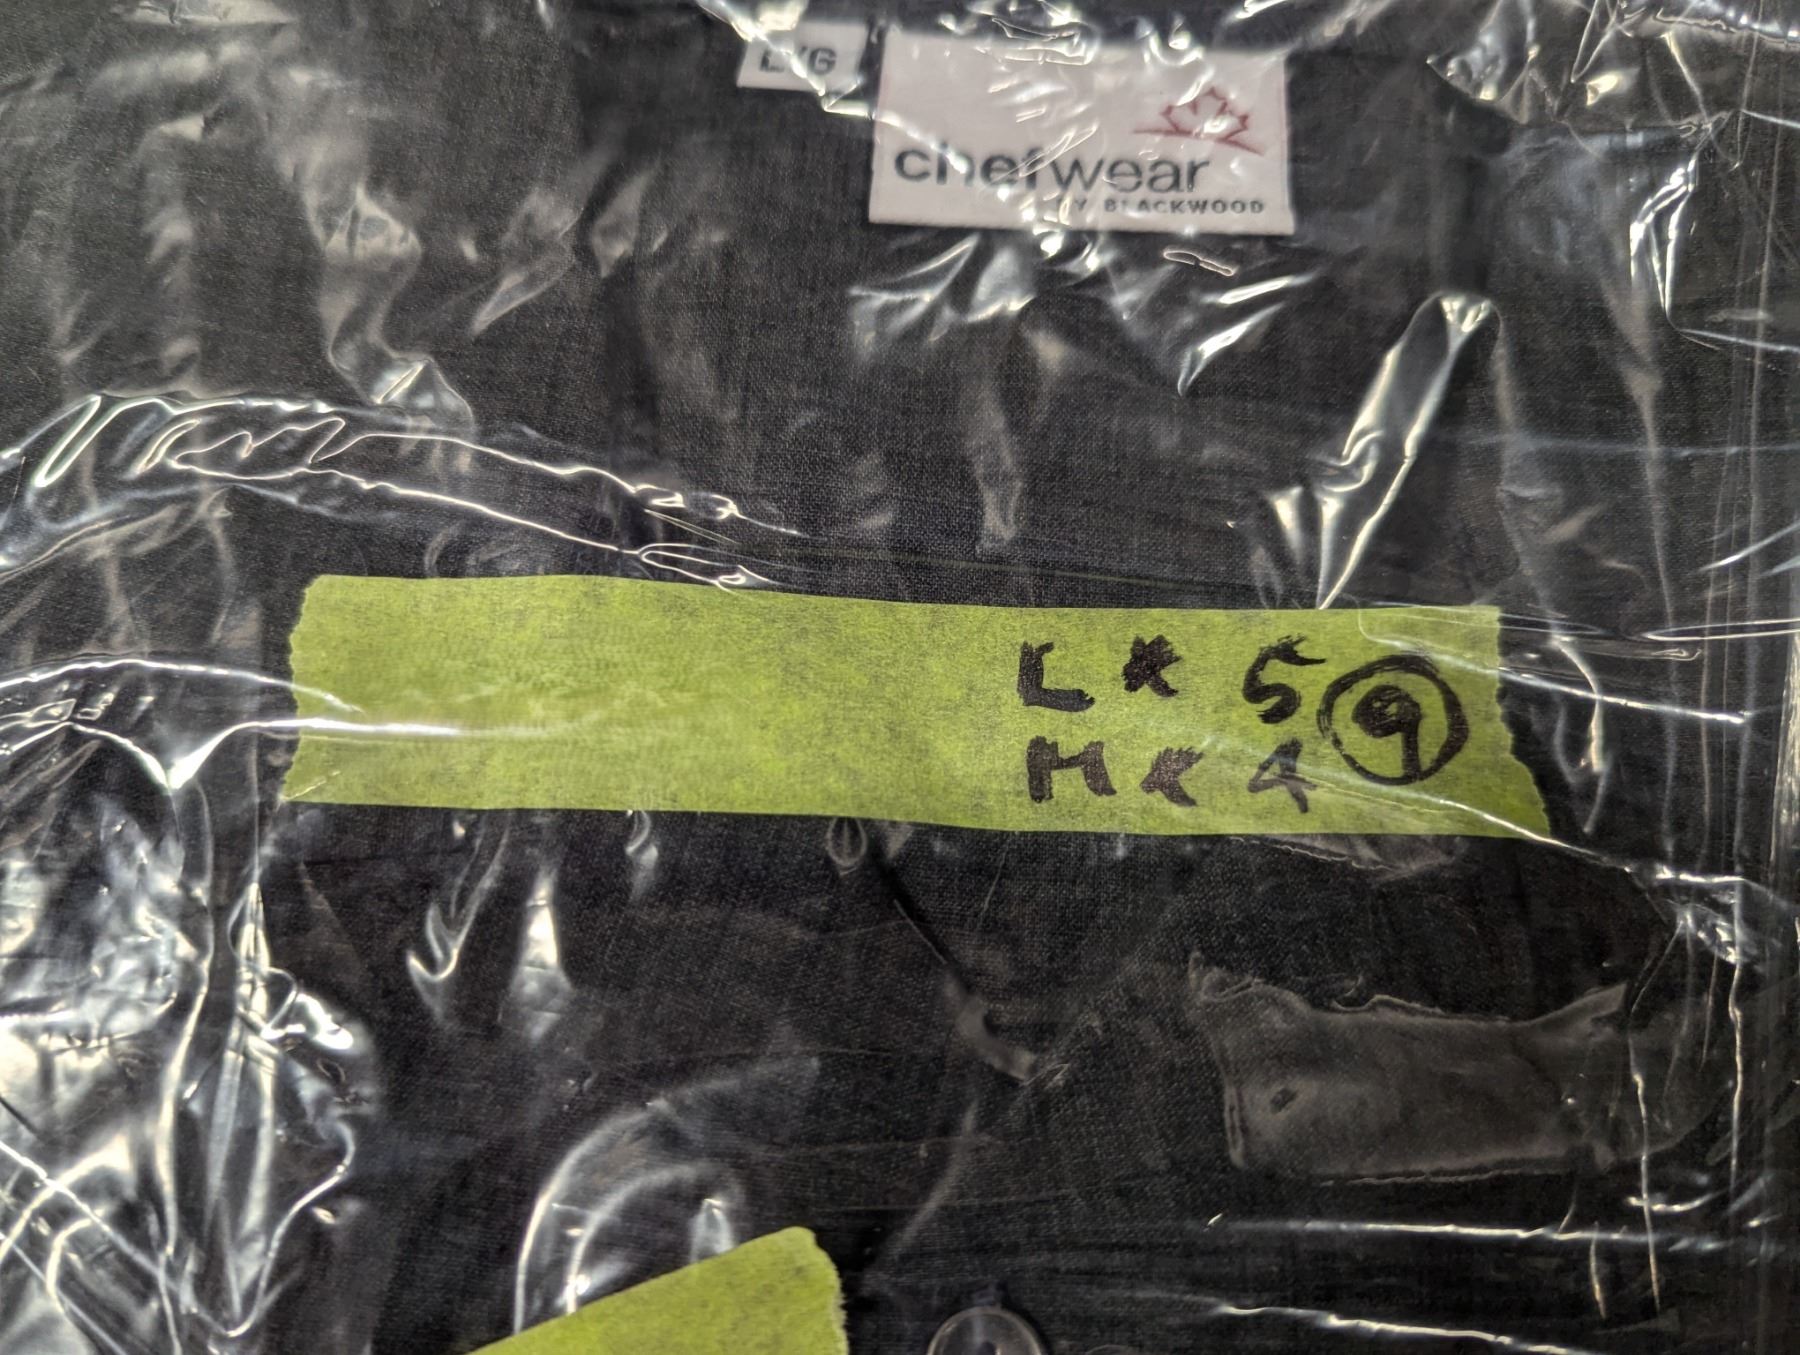 L/G
chefwear
BY BLACKWOOD
L x 5
9
M x 4